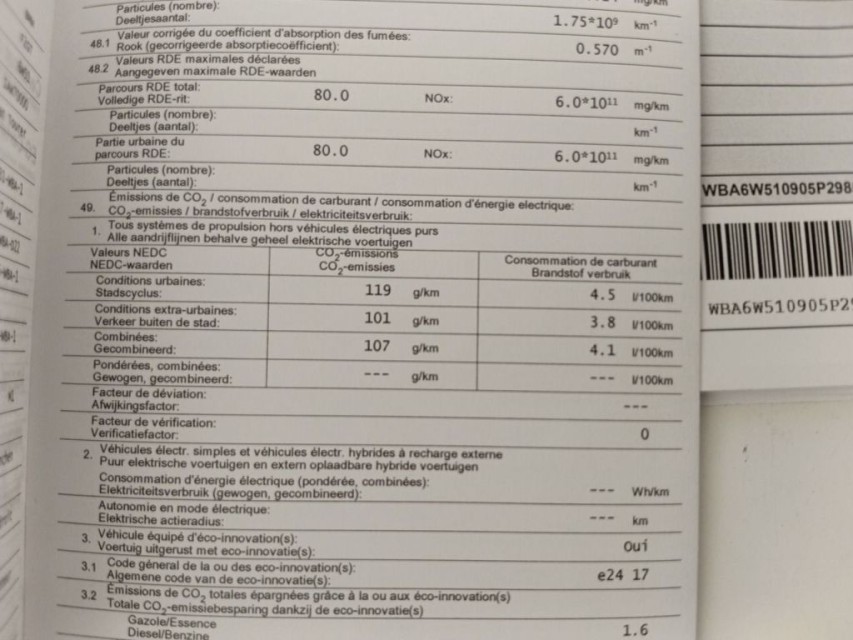 Particules (nombre):
Deeltjesaantal: 1.75*10⁹ km⁻¹
48.1 Valeur corrigée du coefficient d'absorption des fumées:
Rook (gecorrigeerde absorptiecoëfficient): 0.570 m⁻¹
48.2 Valeurs RDE maximales déclarées
Aangegeven maximale RDE-waarden
Parcours RDE total:
Volledige RDE-rit: 80.0 NOx: 6.0*10¹¹ mg/km
Particules (nombre):
Deeltjes (aantal): km⁻¹
Partie urbaine du
parcours RDE: 80.0 NOx: 6.0*10¹¹ mg/km
Particules (nombre):
Deeltjes (aantal): km⁻¹
49. Émissions de CO₂ / consommation de carburant / consommation d'énergie electrique:
CO₂-emissies / brandstofverbruik / elektriciteitsverbruik:
1. Tous systèmes de propulsion hors véhicules électriques purs
Alle aandrijflijnen behalve geheel elektrische voertuigen
Valeurs NEDC CO₂-émissions Consommation de carburant
NEDC-waarden CO₂-emissies Brandstof verbruik
Conditions urbaines:
Stadscyclus: 119 g/km 4.5 l/100km
Conditions extra-urbaines:
Verkeer buiten de stad: 101 g/km 3.8 l/100km
Combinées:
Gecombineerd: 107 g/km 4.1 l/100km
Pondérées, combinées:
Gewogen, gecombineerd: --- g/km --- l/100km
Facteur de déviation:
Afwijkingsfactor: ---
Facteur de vérification:
Verificatiefactor: 0
2. Véhicules électr. simples et véhicules électr. hybrides à recharge externe
Puur elektrische voertuigen en extern oplaadbare hybride voertuigen
Consommation d'énergie électrique (pondérée, combinées):
Elektriciteitsverbruik (gewogen, gecombineerd): --- Wh/km
Autonomie en mode électrique:
Elektrische actieradius: --- km
3. Véhicule équipé d'éco-innovation(s):
Voertuig uitgerust met eco-innovatie(s): Oui
3.1 Code géneral de la ou des eco-innovation(s):
Algemene code van de eco-innovatie(s): e24 17
3.2 Émissions de CO₂ totales épargnées grâce à la ou aux éco-innovation(s)
Totale CO₂-emissiebesparing dankzij de eco-innovatie(s)
Gazole/Essence
Diesel/Benzine 1.6
WBA6W510905P298
WBA6W510905P2